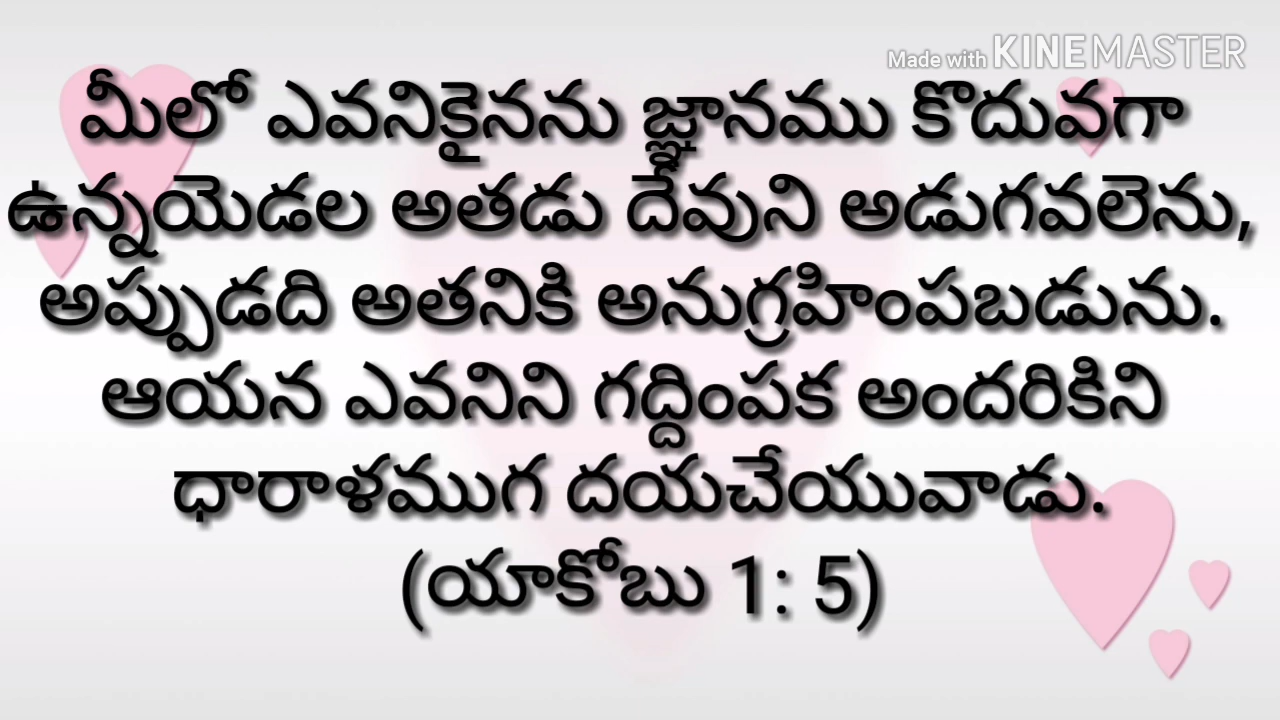 Made with KINEMASTER
మీలో ఎవనికైనను జ్ఞానము కొదువగా
ఉన్నయెడల అతడు దేవుని అడుగవలెను,
అప్పుడది అతనికి అనుగ్రహింపబడును.
ఆయన ఎవనిని గద్దింపక అందరికిని
ధారాళముగ దయచేయువాడు.
(యాకోబు 1: 5)